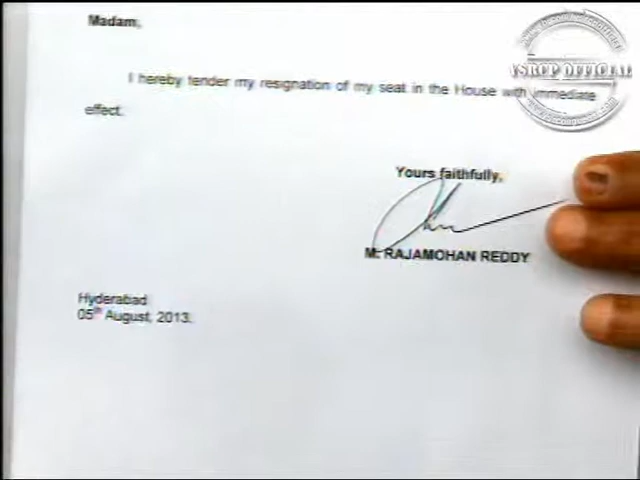 Madam,
I hereby tender my resignation of my seat in the House with immediate
effect.
Yours faithfully,
M. RAJAMOHAN REDDY
Hyderabad
05th August, 2013.
YSRCP OFFICIAL